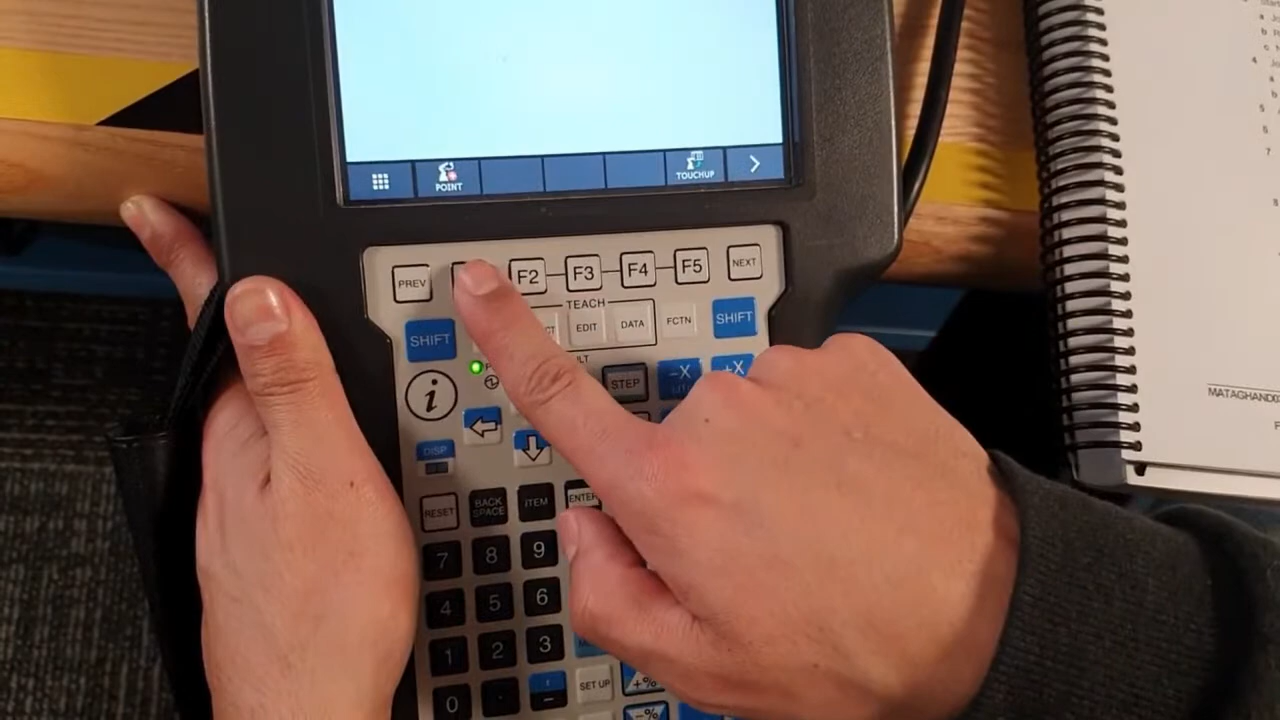 POINT
TOUCHUP
PREV
F2
F3
F4
F5
NEXT
TEACH
SHIFT
EDIT
DATA
FCTN
SHIFT
i
STEP
-X
+X
DISP
RESET
BACK
SPACE
ITEM
ENTER
7
8
9
4
5
6
1
2
3
0
.
SET UP
+%
-%